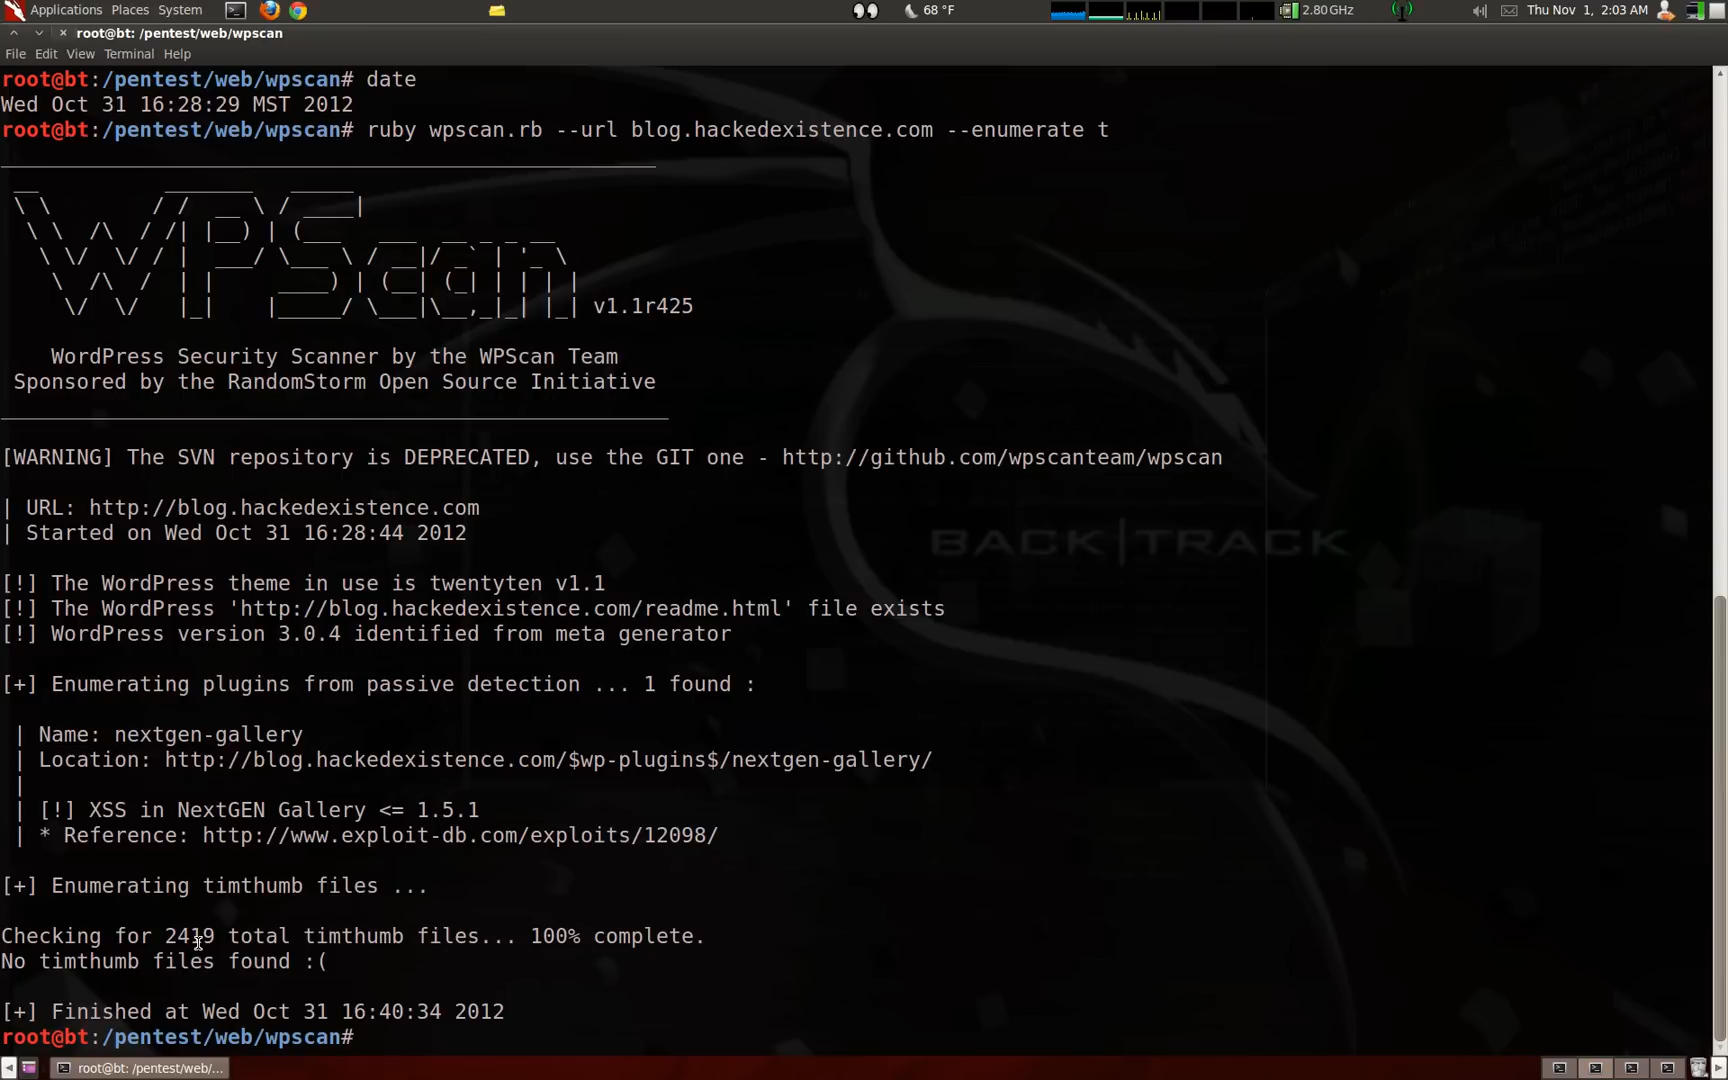 Applications Places System 68 °F 2.80GHz Thu Nov 1, 2:03 AM
root@bt: /pentest/web/wpscan
File Edit View Terminal Help
root@bt:/pentest/web/wpscan# date
Wed Oct 31 16:28:29 MST 2012
root@bt:/pentest/web/wpscan# ruby wpscan.rb --url blog.hackedexistence.com --enumerate t
WPScan v1.1r425
WordPress Security Scanner by the WPScan Team
Sponsored by the RandomStorm Open Source Initiative
[WARNING] The SVN repository is DEPRECATED, use the GIT one - http://github.com/wpscanteam/wpscan
| URL: http://blog.hackedexistence.com
| Started on Wed Oct 31 16:28:44 2012
BACK|TRACK
[!] The WordPress theme in use is twentyten v1.1
[!] The WordPress 'http://blog.hackedexistence.com/readme.html' file exists
[!] WordPress version 3.0.4 identified from meta generator
[+] Enumerating plugins from passive detection ... 1 found :
| Name: nextgen-gallery
| Location: http://blog.hackedexistence.com/$wp-plugins$/nextgen-gallery/
|
| [!] XSS in NextGEN Gallery <= 1.5.1
| * Reference: http://www.exploit-db.com/exploits/12098/
[+] Enumerating timthumb files ...
Checking for 2419 total timthumb files... 100% complete.
No timthumb files found :(
[+] Finished at Wed Oct 31 16:40:34 2012
root@bt:/pentest/web/wpscan#
root@bt: /pentest/web/...